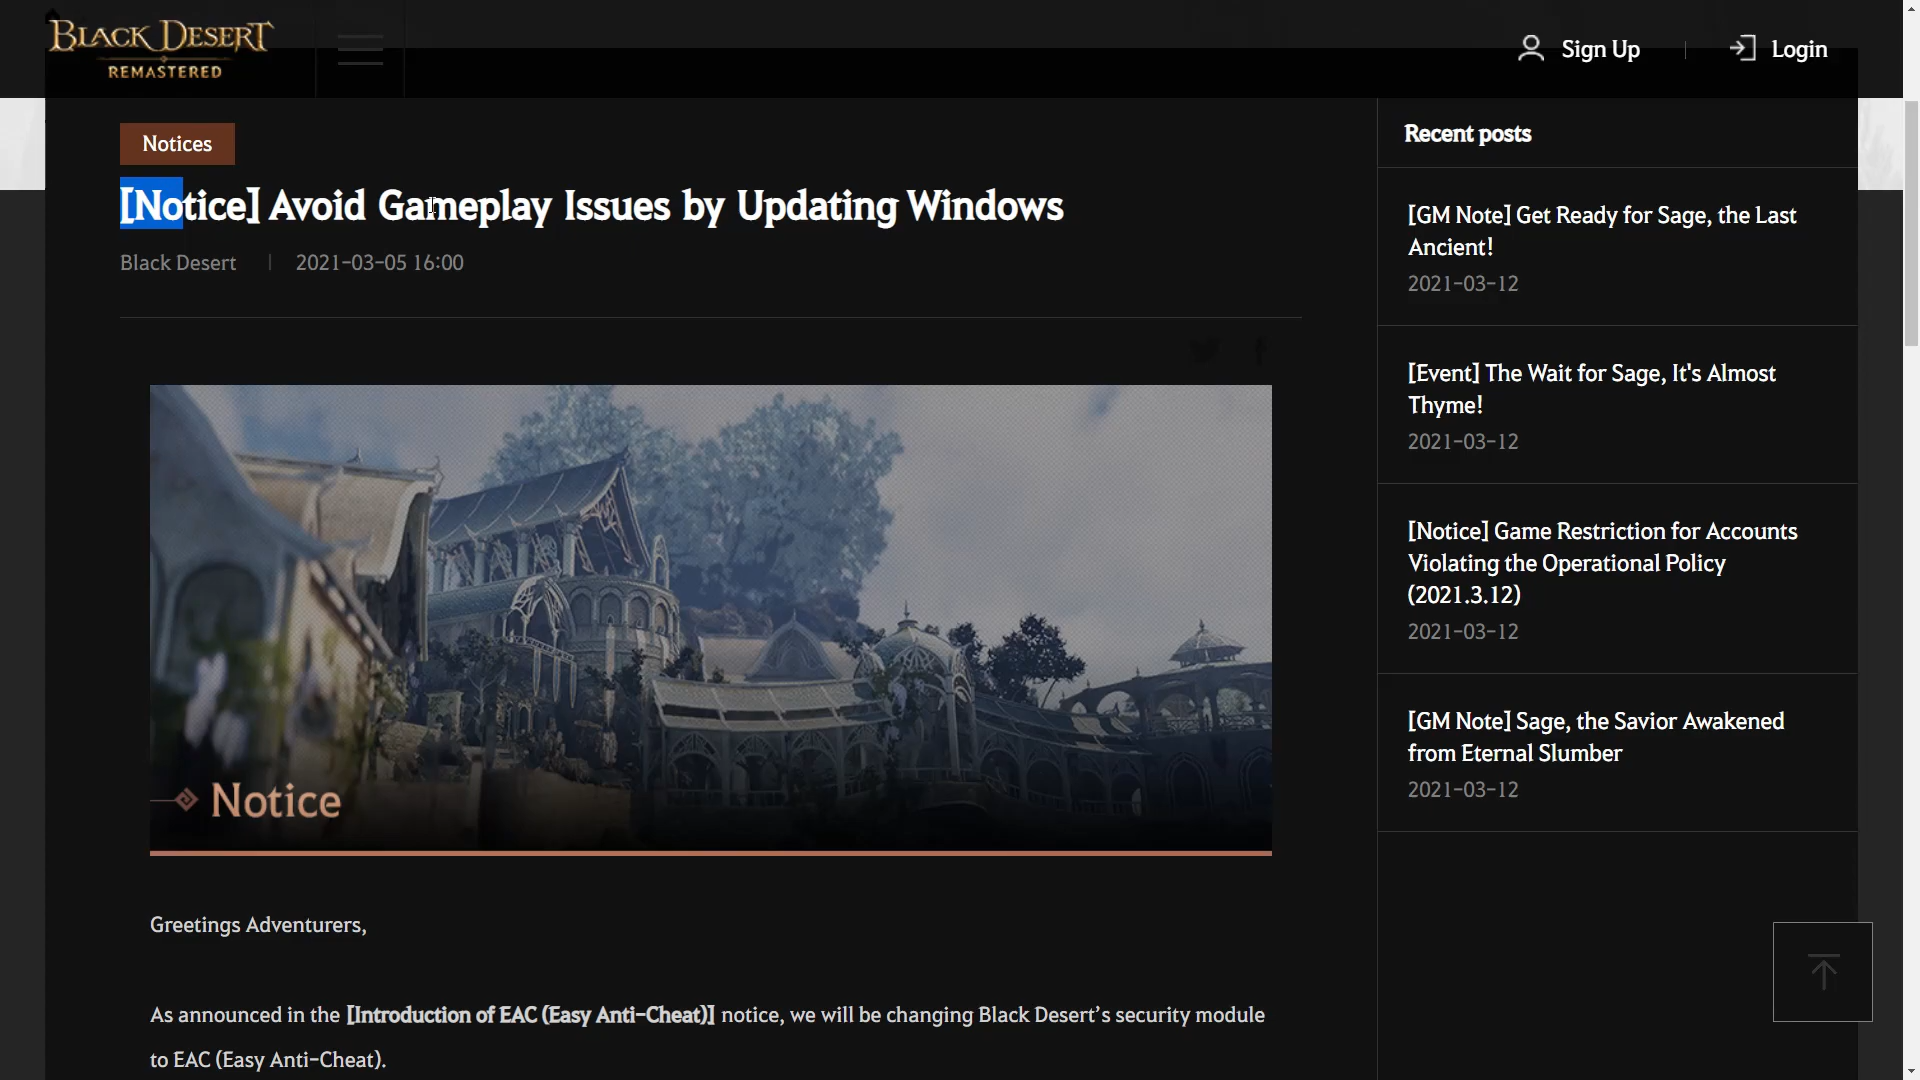 BLACK DESERT
REMASTERED
Sign Up
Login
Notices
[Notice] Avoid Gameplay Issues by Updating Windows
Black Desert
2021-03-05 16:00
Notice
Greetings Adventurers,
As announced in the [Introduction of EAC (Easy Anti-Cheat)] notice, we will be changing Black Desert’s security module
to EAC (Easy Anti-Cheat).
Recent posts
[GM Note] Get Ready for Sage, the Last
Ancient!
2021-03-12
[Event] The Wait for Sage, It's Almost
Thyme!
2021-03-12
[Notice] Game Restriction for Accounts
Violating the Operational Policy
(2021.3.12)
2021-03-12
[GM Note] Sage, the Savior Awakened
from Eternal Slumber
2021-03-12